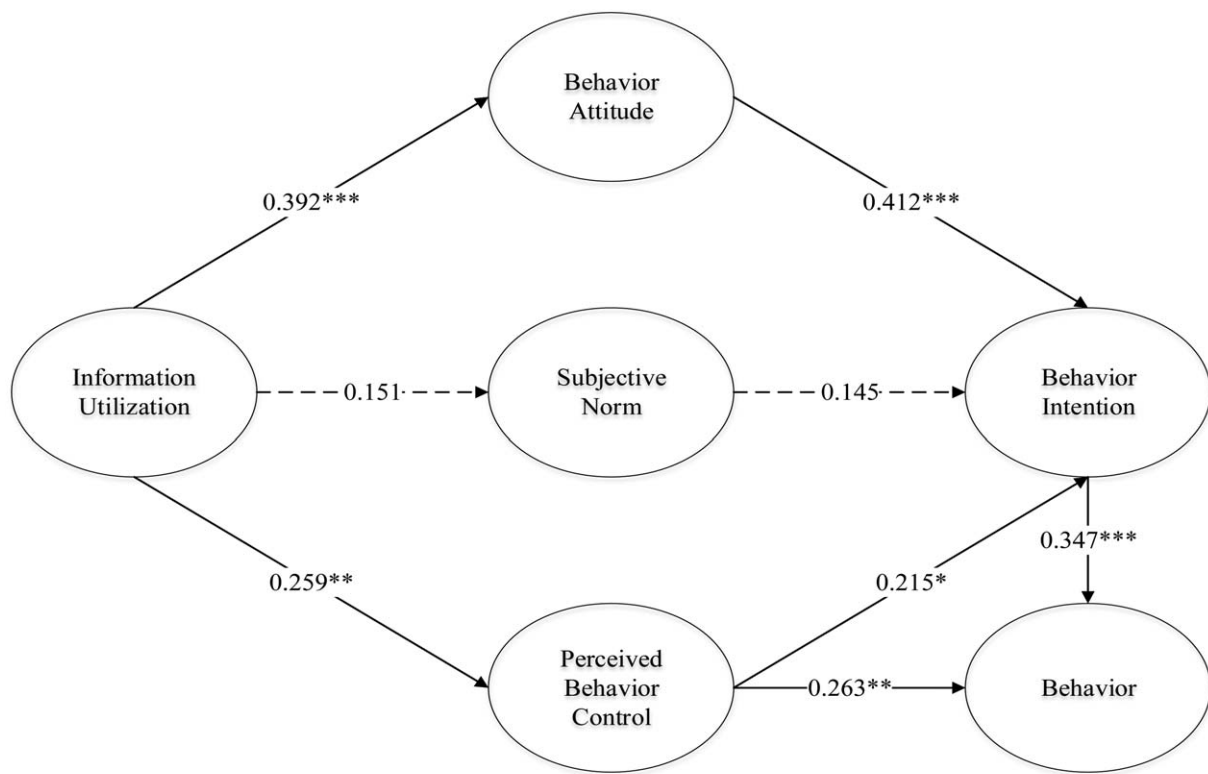 Behavior
Attitude
0.392***
0.412***
Information
Utilization
0.151
Subjective
Norm
0.145
Behavior
Intention
0.347***
0.259**
0.215*
Perceived
Behavior
Control
0.263**
Behavior